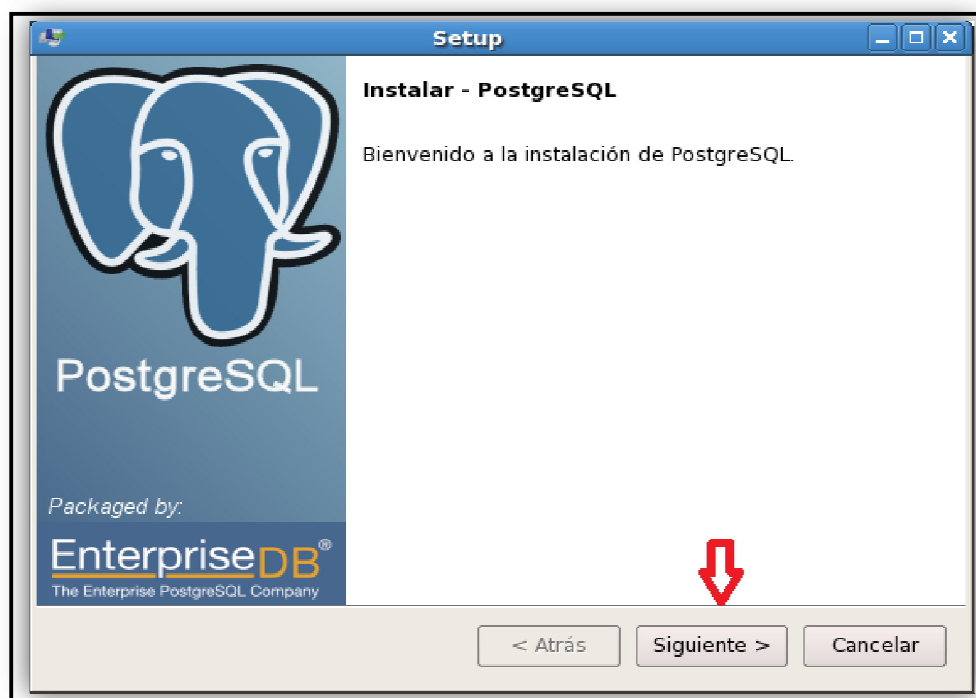 Setup
Instalar - PostgreSQL
Bienvenido a la instalación de PostgreSQL.
PostgreSQL
Packaged by:
EnterpriseDB®
The Enterprise PostgreSQL Company
< Atrás
Siguiente >
Cancelar